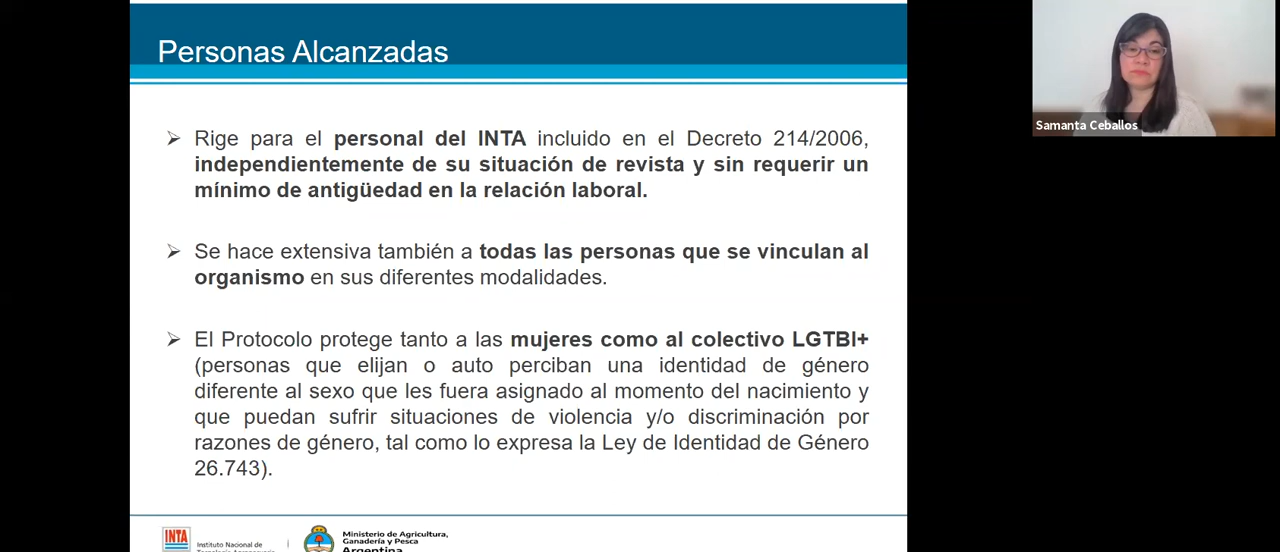 Personas Alcanzadas
Samanta Ceballos
➢ Rige para el personal del INTA incluido en el Decreto 214/2006,
independientemente de su situación de revista y sin requerir un
mínimo de antigüedad en la relación laboral.
➢ Se hace extensiva también a todas las personas que se vinculan al
organismo en sus diferentes modalidades.
➢ El Protocolo protege tanto a las mujeres como al colectivo LGTBI+
(personas que elijan o auto perciban una identidad de género
diferente al sexo que les fuera asignado al momento del nacimiento y
que puedan sufrir situaciones de violencia y/o discriminación por
razones de género, tal como lo expresa la Ley de Identidad de Género
26.743).
INTA
Instituto Nacional de
Tecnología Agropecuaria
Ministerio de Agricultura,
Ganadería y Pesca
Argentina